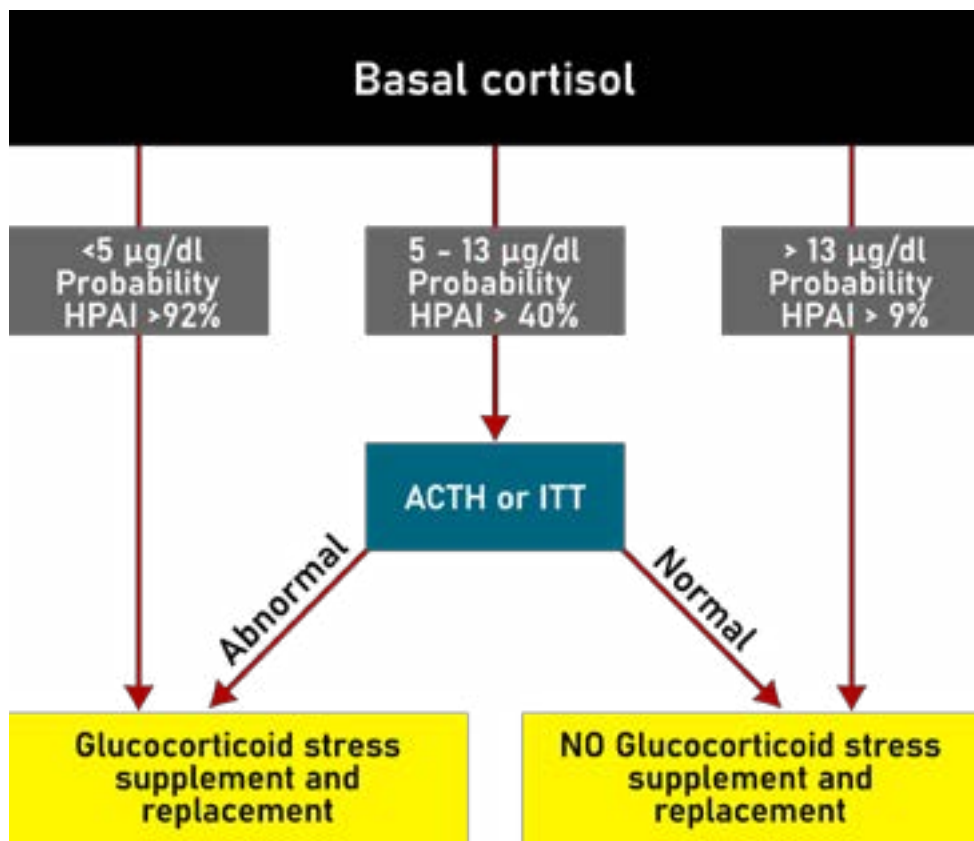 Basal cortisol
<5 µg/dl
Probability
HPAI >92%
5 - 13 µg/dl
Probability
HPAI > 40%
> 13 µg/dl
Probability
HPAI > 9%
ACTH or ITT
Abnormal
Normal
Glucocorticoid stress
supplement and
replacement
NO Glucocorticoid stress
supplement and
replacement